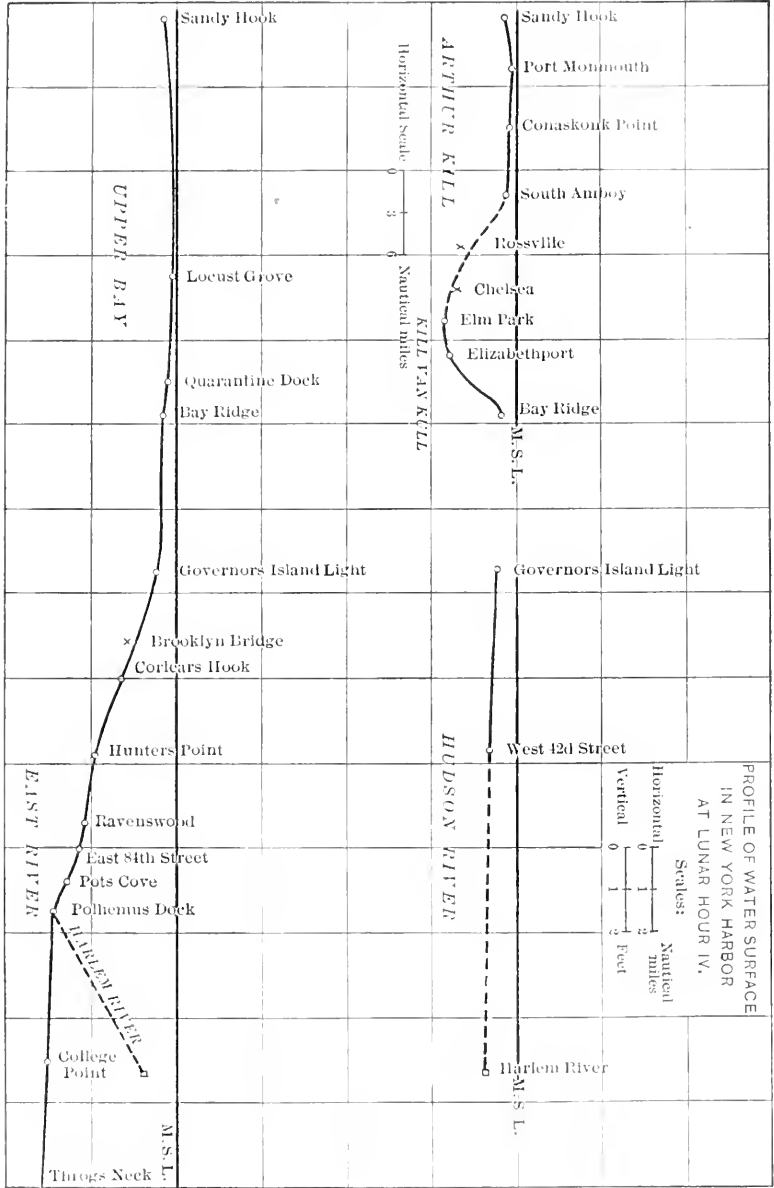 PROFILE OF WATER SURFACE
IN NEW YORK HARBOR
AT LUNAR HOUR IV.
Scales:
Horizontal 0 1 2 Nautical miles
Vertical 0 1 2 Feet
Sandy Hook
Port Monmouth
Conaskonk Point
South Amboy
Rossville
Chelsea
Elm Park
Elizabethport
Bay Ridge
M.S.L.
ARTHUR KILL
KILL VAN KULL
Horizontal Scale
0 3 6
Nautical miles
Governors Island Light
West 42d Street
Harlem River
M.S.L.
HUDSON RIVER
Sandy Hook
Locust Grove
Quarantine Dock
Bay Ridge
Governors Island Light
Brooklyn Bridge
Corlears Hook
Hunters Point
Ravenswood
East 84th Street
Pots Cove
Polhemus Dock
College
Point
Throgs Neck
M.S.L.
UPPER BAY
EAST RIVER
HARLEM RIVER